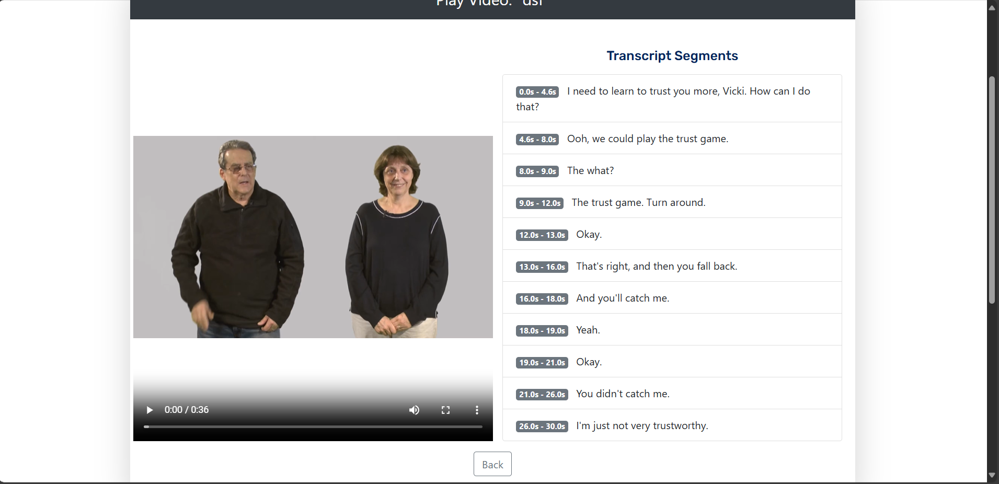 Play Video: "dsf"
Transcript Segments
0.0s - 4.6s I need to learn to trust you more, Vicki. How can I do
that?
4.6s - 8.0s Ooh, we could play the trust game.
8.0s - 9.0s The what?
9.0s - 12.0s The trust game. Turn around.
12.0s - 13.0s Okay.
13.0s - 16.0s That's right, and then you fall back.
16.0s - 18.0s And you'll catch me.
18.0s - 19.0s Yeah.
19.0s - 21.0s Okay.
21.0s - 26.0s You didn't catch me.
26.0s - 30.0s I'm just not very trustworthy.
0:00 / 0:36
Back